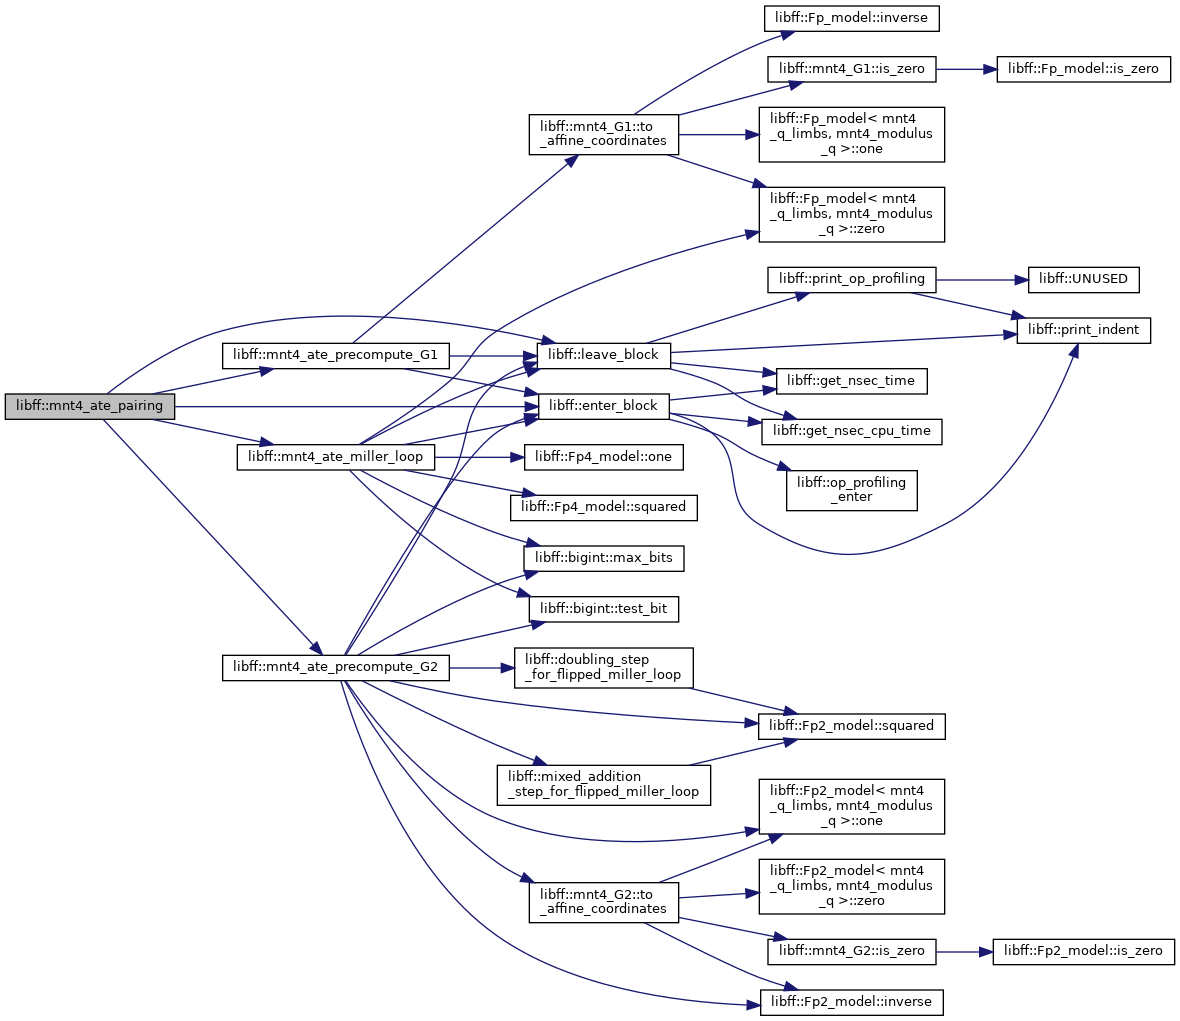 libff::Fp_model::inverse
libff::mnt4_G1::is_zero
libff::Fp_model::is_zero
libff::mnt4_G1::to
_affine_coordinates
libff::Fp_model< mnt4
_q_limbs, mnt4_modulus
_q >::one
libff::Fp_model< mnt4
_q_limbs, mnt4_modulus
_q >::zero
libff::print_op_profiling
libff::UNUSED
libff::print_indent
libff::mnt4_ate_precompute_G1
libff::leave_block
libff::get_nsec_time
libff::mnt4_ate_pairing
libff::enter_block
libff::get_nsec_cpu_time
libff::mnt4_ate_miller_loop
libff::Fp4_model::one
libff::op_profiling
_enter
libff::Fp4_model::squared
libff::bigint::max_bits
libff::bigint::test_bit
libff::mnt4_ate_precompute_G2
libff::doubling_step
_for_flipped_miller_loop
libff::Fp2_model::squared
libff::mixed_addition
_step_for_flipped_miller_loop
libff::Fp2_model< mnt4
_q_limbs, mnt4_modulus
_q >::one
libff::Fp2_model< mnt4
_q_limbs, mnt4_modulus
_q >::zero
libff::mnt4_G2::to
_affine_coordinates
libff::mnt4_G2::is_zero
libff::Fp2_model::is_zero
libff::Fp2_model::inverse